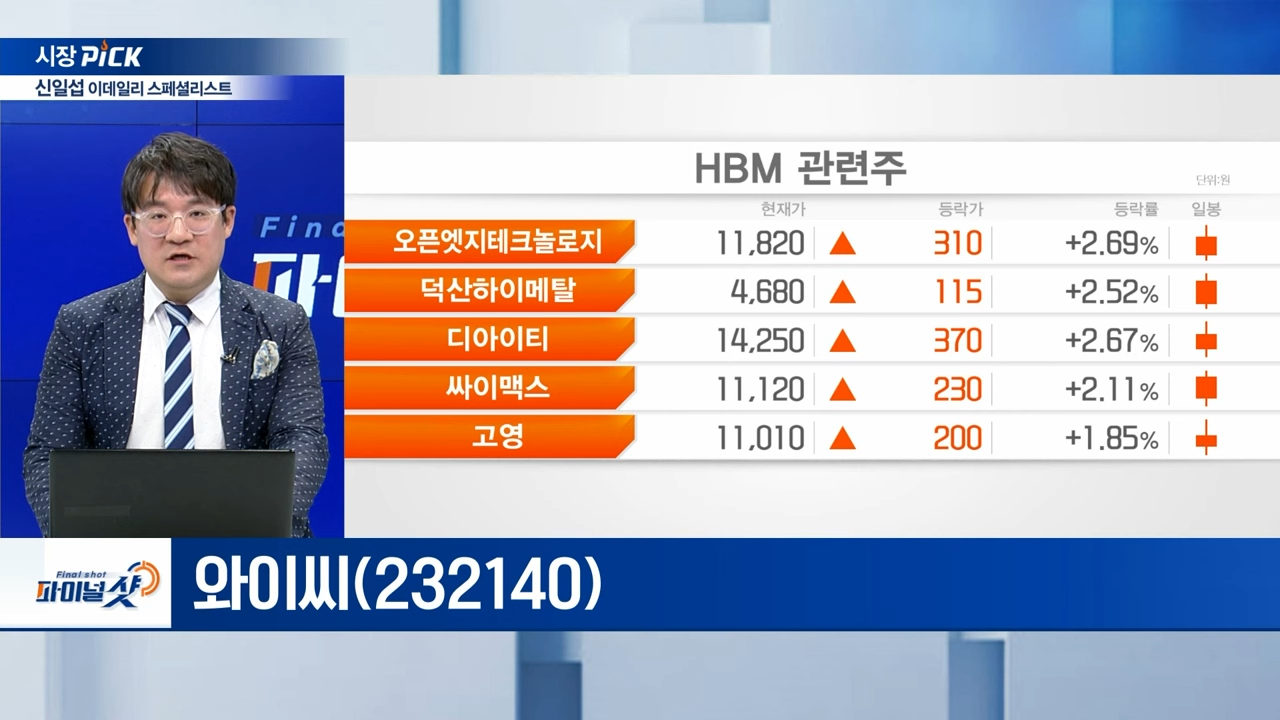 시장 PiCK
신일섭 이데일리 스페셜리스트
Fina
파이
HBM 관련주
단위:원
현재가 등락가 등락률 일봉
오픈엣지테크놀로지 11,820 ▲ 310 +2.69%
덕산하이메탈 4,680 ▲ 115 +2.52%
디아이티 14,250 ▲ 370 +2.67%
싸이맥스 11,120 ▲ 230 +2.11%
고영 11,010 ▲ 200 +1.85%
Final shot
파이널샷
와이씨(232140)